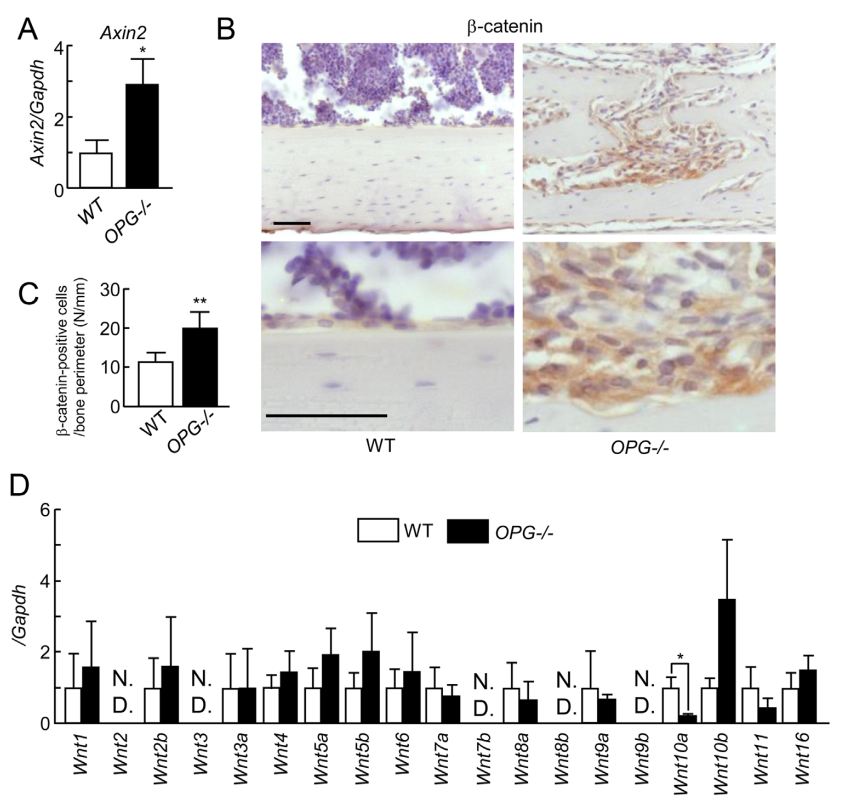 A
Axin2
Axin2/Gapdh
4
2
0
*
WT
OPG-/-
B
β-catenin
WT
OPG-/-
C
β-catenin-positive cells
/bone perimeter (N/mm)
30
20
10
0
**
WT
OPG-/-
D
/Gapdh
6
4
2
0
WT
OPG-/-
N.
D.
N.
D.
N.
D.
N.
D.
N.
D.
*
Wnt1
Wnt2
Wnt2b
Wnt3
Wnt3a
Wnt4
Wnt5a
Wnt5b
Wnt6
Wnt7a
Wnt7b
Wnt8a
Wnt8b
Wnt9a
Wnt9b
Wnt10a
Wnt10b
Wnt11
Wnt16